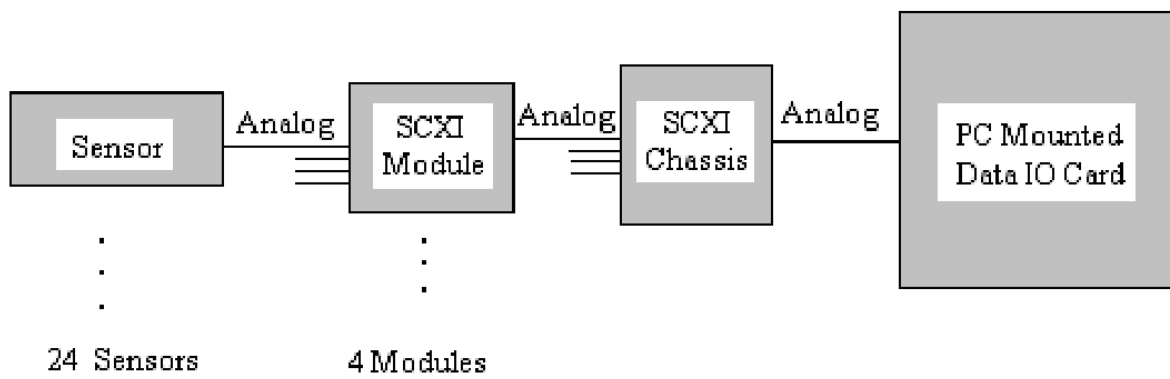 Sensor
Analog
SCXI
Module
Analog
SCXI
Chassis
Analog
PC Mounted
Data IO Card
24 Sensors
4 Modules